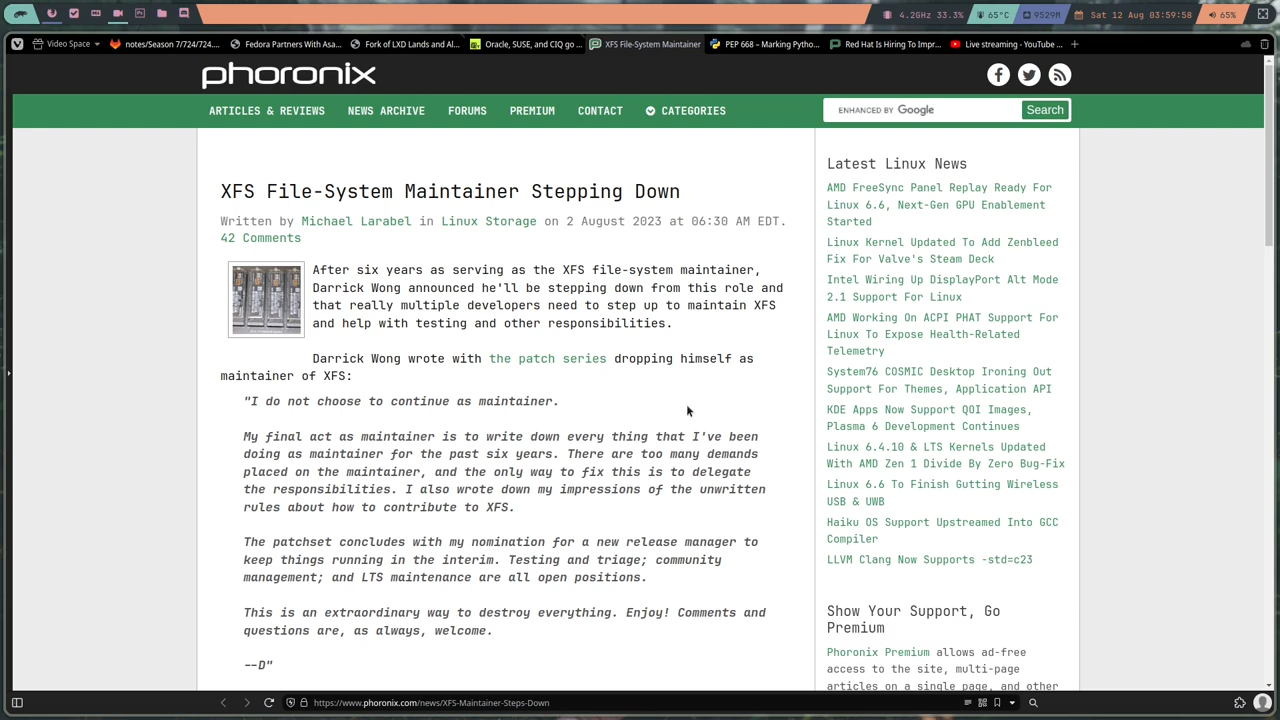 4.2GHz 33.3%
65°C
9529M
Sat 12 Aug 03:59:58
65%
Video Space
notes/Season 7/724/724....
Fedora Partners With Asa...
Fork of LXD Lands and Al...
Oracle, SUSE, and CIQ go ...
XFS File-System Maintainer
PEP 668 – Marking Pytho...
Red Hat Is Hiring To Impr...
Live streaming - YouTube ...
phoronix
ARTICLES & REVIEWS
NEWS ARCHIVE
FORUMS
PREMIUM
CONTACT
CATEGORIES
ENHANCED BY Google
Search
XFS File-System Maintainer Stepping Down
Written by Michael Larabel in Linux Storage on 2 August 2023 at 06:30 AM EDT.
42 Comments
After six years as serving as the XFS file-system maintainer,
Darrick Wong announced he'll be stepping down from this role and
that really multiple developers need to step up to maintain XFS
and help with testing and other responsibilities.
Darrick Wong wrote with the patch series dropping himself as
maintainer of XFS:
"I do not choose to continue as maintainer.
My final act as maintainer is to write down every thing that I've been
doing as maintainer for the past six years. There are too many demands
placed on the maintainer, and the only way to fix this is to delegate
the responsibilities. I also wrote down my impressions of the unwritten
rules about how to contribute to XFS.
The patchset concludes with my nomination for a new release manager to
keep things running in the interim. Testing and triage; community
management; and LTS maintenance are all open positions.
This is an extraordinary way to destroy everything. Enjoy! Comments and
questions are, as always, welcome.
--D"
Latest Linux News
AMD FreeSync Panel Replay Ready For
Linux 6.6, Next-Gen GPU Enablement
Started
Linux Kernel Updated To Add Zenbleed
Fix For Valve's Steam Deck
Intel Wiring Up DisplayPort Alt Mode
2.1 Support For Linux
AMD Working On ACPI PHAT Support For
Linux To Expose Health-Related
Telemetry
System76 COSMIC Desktop Ironing Out
Support For Themes, Application API
KDE Apps Now Support QOI Images,
Plasma 6 Development Continues
Linux 6.4.10 & LTS Kernels Updated
With AMD Zen 1 Divide By Zero Bug-Fix
Linux 6.6 To Finish Gutting Wireless
USB & UWB
Haiku OS Support Upstreamed Into GCC
Compiler
LLVM Clang Now Supports -std=c23
Show Your Support, Go
Premium
Phoronix Premium allows ad-free
access to the site, multi-page
articles on a single page, and other
https://www.phoronix.com/news/XFS-Maintainer-Steps-Down